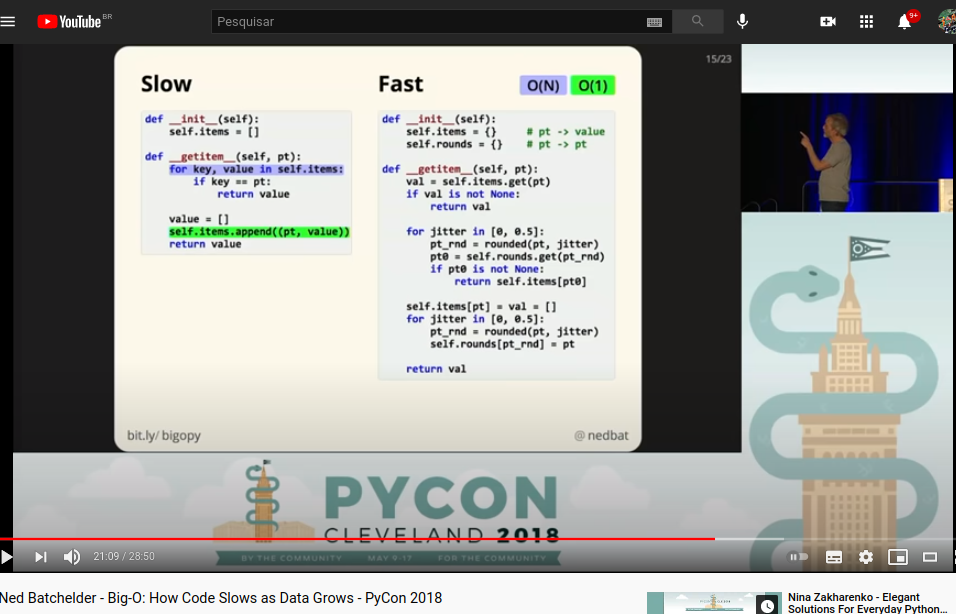 YouTube BR
Pesquisar
9+
15/23
Slow
def __init__(self):
    self.items = []
def __getitem__(self, pt):
    for key, value in self.items:
        if key == pt:
            return value
    value = []
    self.items.append((pt, value))
    return value
Fast
O(N) O(1)
def __init__(self):
    self.items = {}     # pt -> value
    self.rounds = {}    # pt -> pt
def __getitem__(self, pt):
    val = self.items.get(pt)
    if val is not None:
        return val
    for jitter in [0, 0.5]:
        pt_rnd = rounded(pt, jitter)
        pt0 = self.rounds.get(pt_rnd)
        if pt0 is not None:
            return self.items[pt0]
    self.items[pt] = val = []
    for jitter in [0, 0.5]:
        pt_rnd = rounded(pt, jitter)
        self.rounds[pt_rnd] = pt
    return val
bit.ly/bigopy
@nedbat
PYCON
CLEVELAND 2018
BY THE COMMUNITY MAY 9-17 FOR THE COMMUNITY
21:09 / 28:50
Ned Batchelder - Big-O: How Code Slows as Data Grows - PyCon 2018
Nina Zakharenko - Elegant
Solutions For Everyday Python...